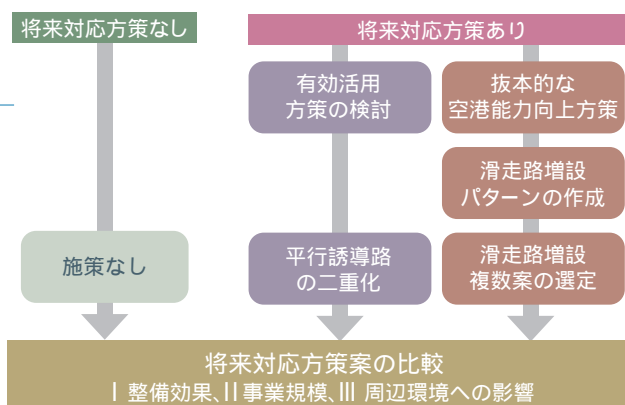 将来対応方策なし
将来対応方策あり
有効活用
方策の検討
抜本的な
空港能力向上方策
滑走路増設
パターンの作成
施策なし
平行誘導路
の二重化
滑走路増設
複数案の選定
将来対応方策案の比較
Ⅰ 整備効果、Ⅱ 事業規模、Ⅲ 周辺環境への影響